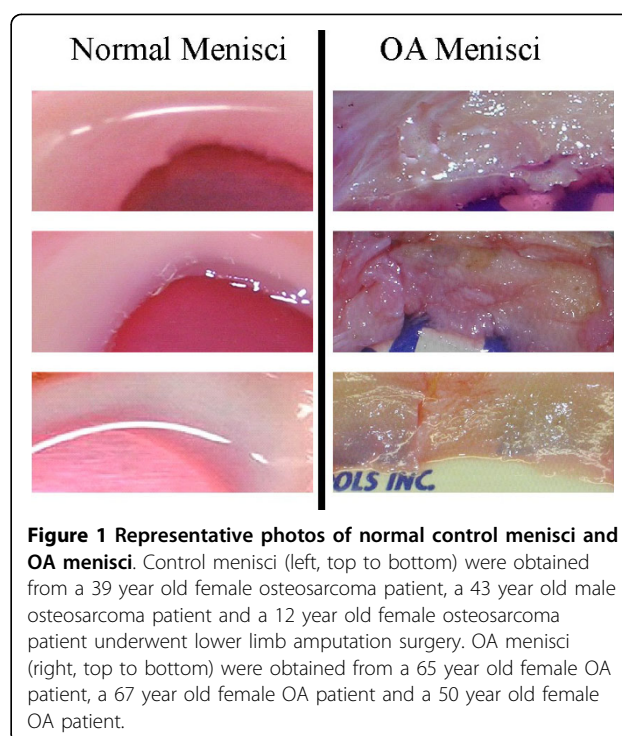 Normal Menisci
OA Menisci
OLS INC.
Figure 1 Representative photos of normal control menisci and
OA menisci. Control menisci (left, top to bottom) were obtained
from a 39 year old female osteosarcoma patient, a 43 year old male
osteosarcoma patient and a 12 year old female osteosarcoma
patient underwent lower limb amputation surgery. OA menisci
(right, top to bottom) were obtained from a 65 year old female OA
patient, a 67 year old female OA patient and a 50 year old female
OA patient.